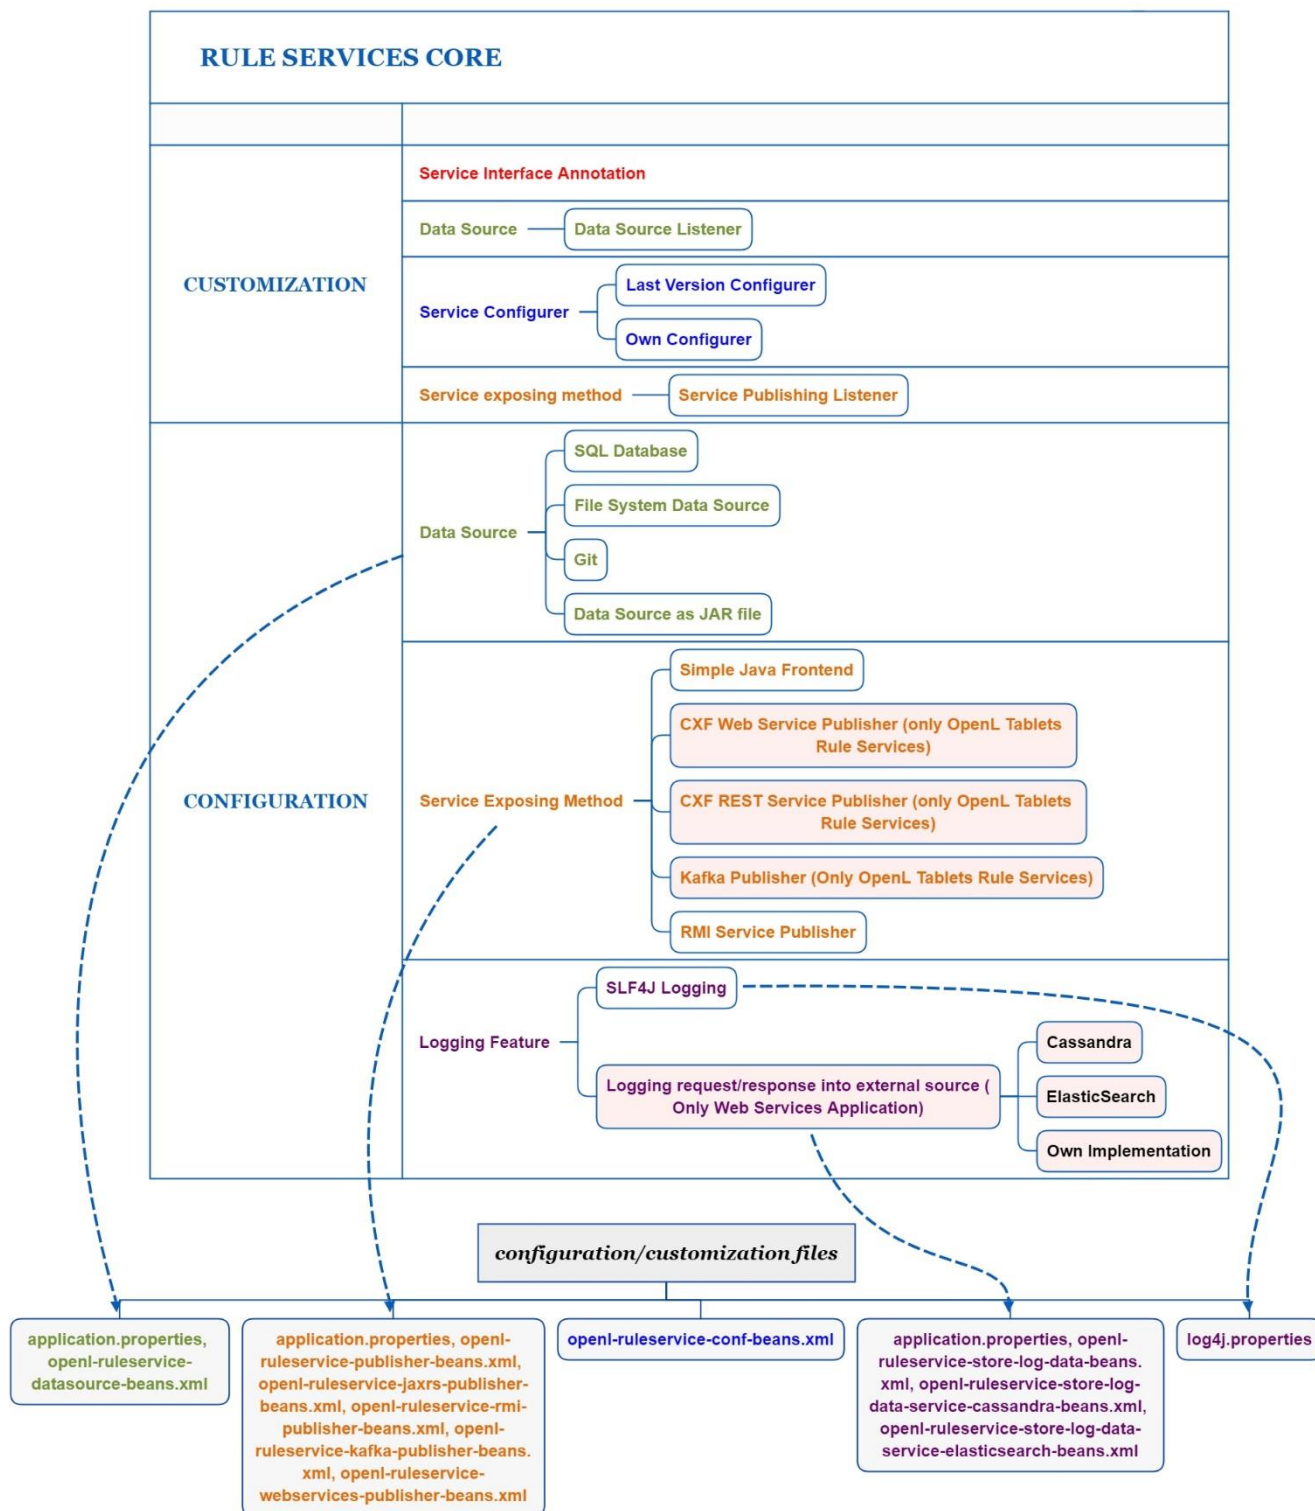 RULE SERVICES CORE
CUSTOMIZATION
Service Interface Annotation
Data Source
Data Source Listener
Service Configurer
Last Version Configurer
Own Configurer
Service exposing method
Service Publishing Listener
CONFIGURATION
Data Source
SQL Database
File System Data Source
Git
Data Source as JAR file
Service Exposing Method
Simple Java Frontend
CXF Web Service Publisher (only OpenL Tablets
Rule Services)
CXF REST Service Publisher (only OpenL Tablets
Rule Services)
Kafka Publisher (Only OpenL Tablets Rule Services)
RMI Service Publisher
Logging Feature
SLF4J Logging
Logging request/response into external source (
Only Web Services Application)
Cassandra
ElasticSearch
Own Implementation
configuration/customization files
application.properties,
openl-ruleservice-
datasource-beans.xml
application.properties, openl-
ruleservice-publisher-beans.xml,
openl-ruleservice-jaxrs-publisher-
beans.xml, openl-ruleservice-rmi-
publisher-beans.xml, openl-
ruleservice-kafka-publisher-beans.
xml, openl-ruleservice-
webservices-publisher-beans.xml
openl-ruleservice-conf-beans.xml
application.properties, openl-
ruleservice-store-log-data-beans.
xml, openl-ruleservice-store-log-
data-service-cassandra-beans.xml,
openl-ruleservice-store-log-data-
service-elasticsearch-beans.xml
log4j.properties